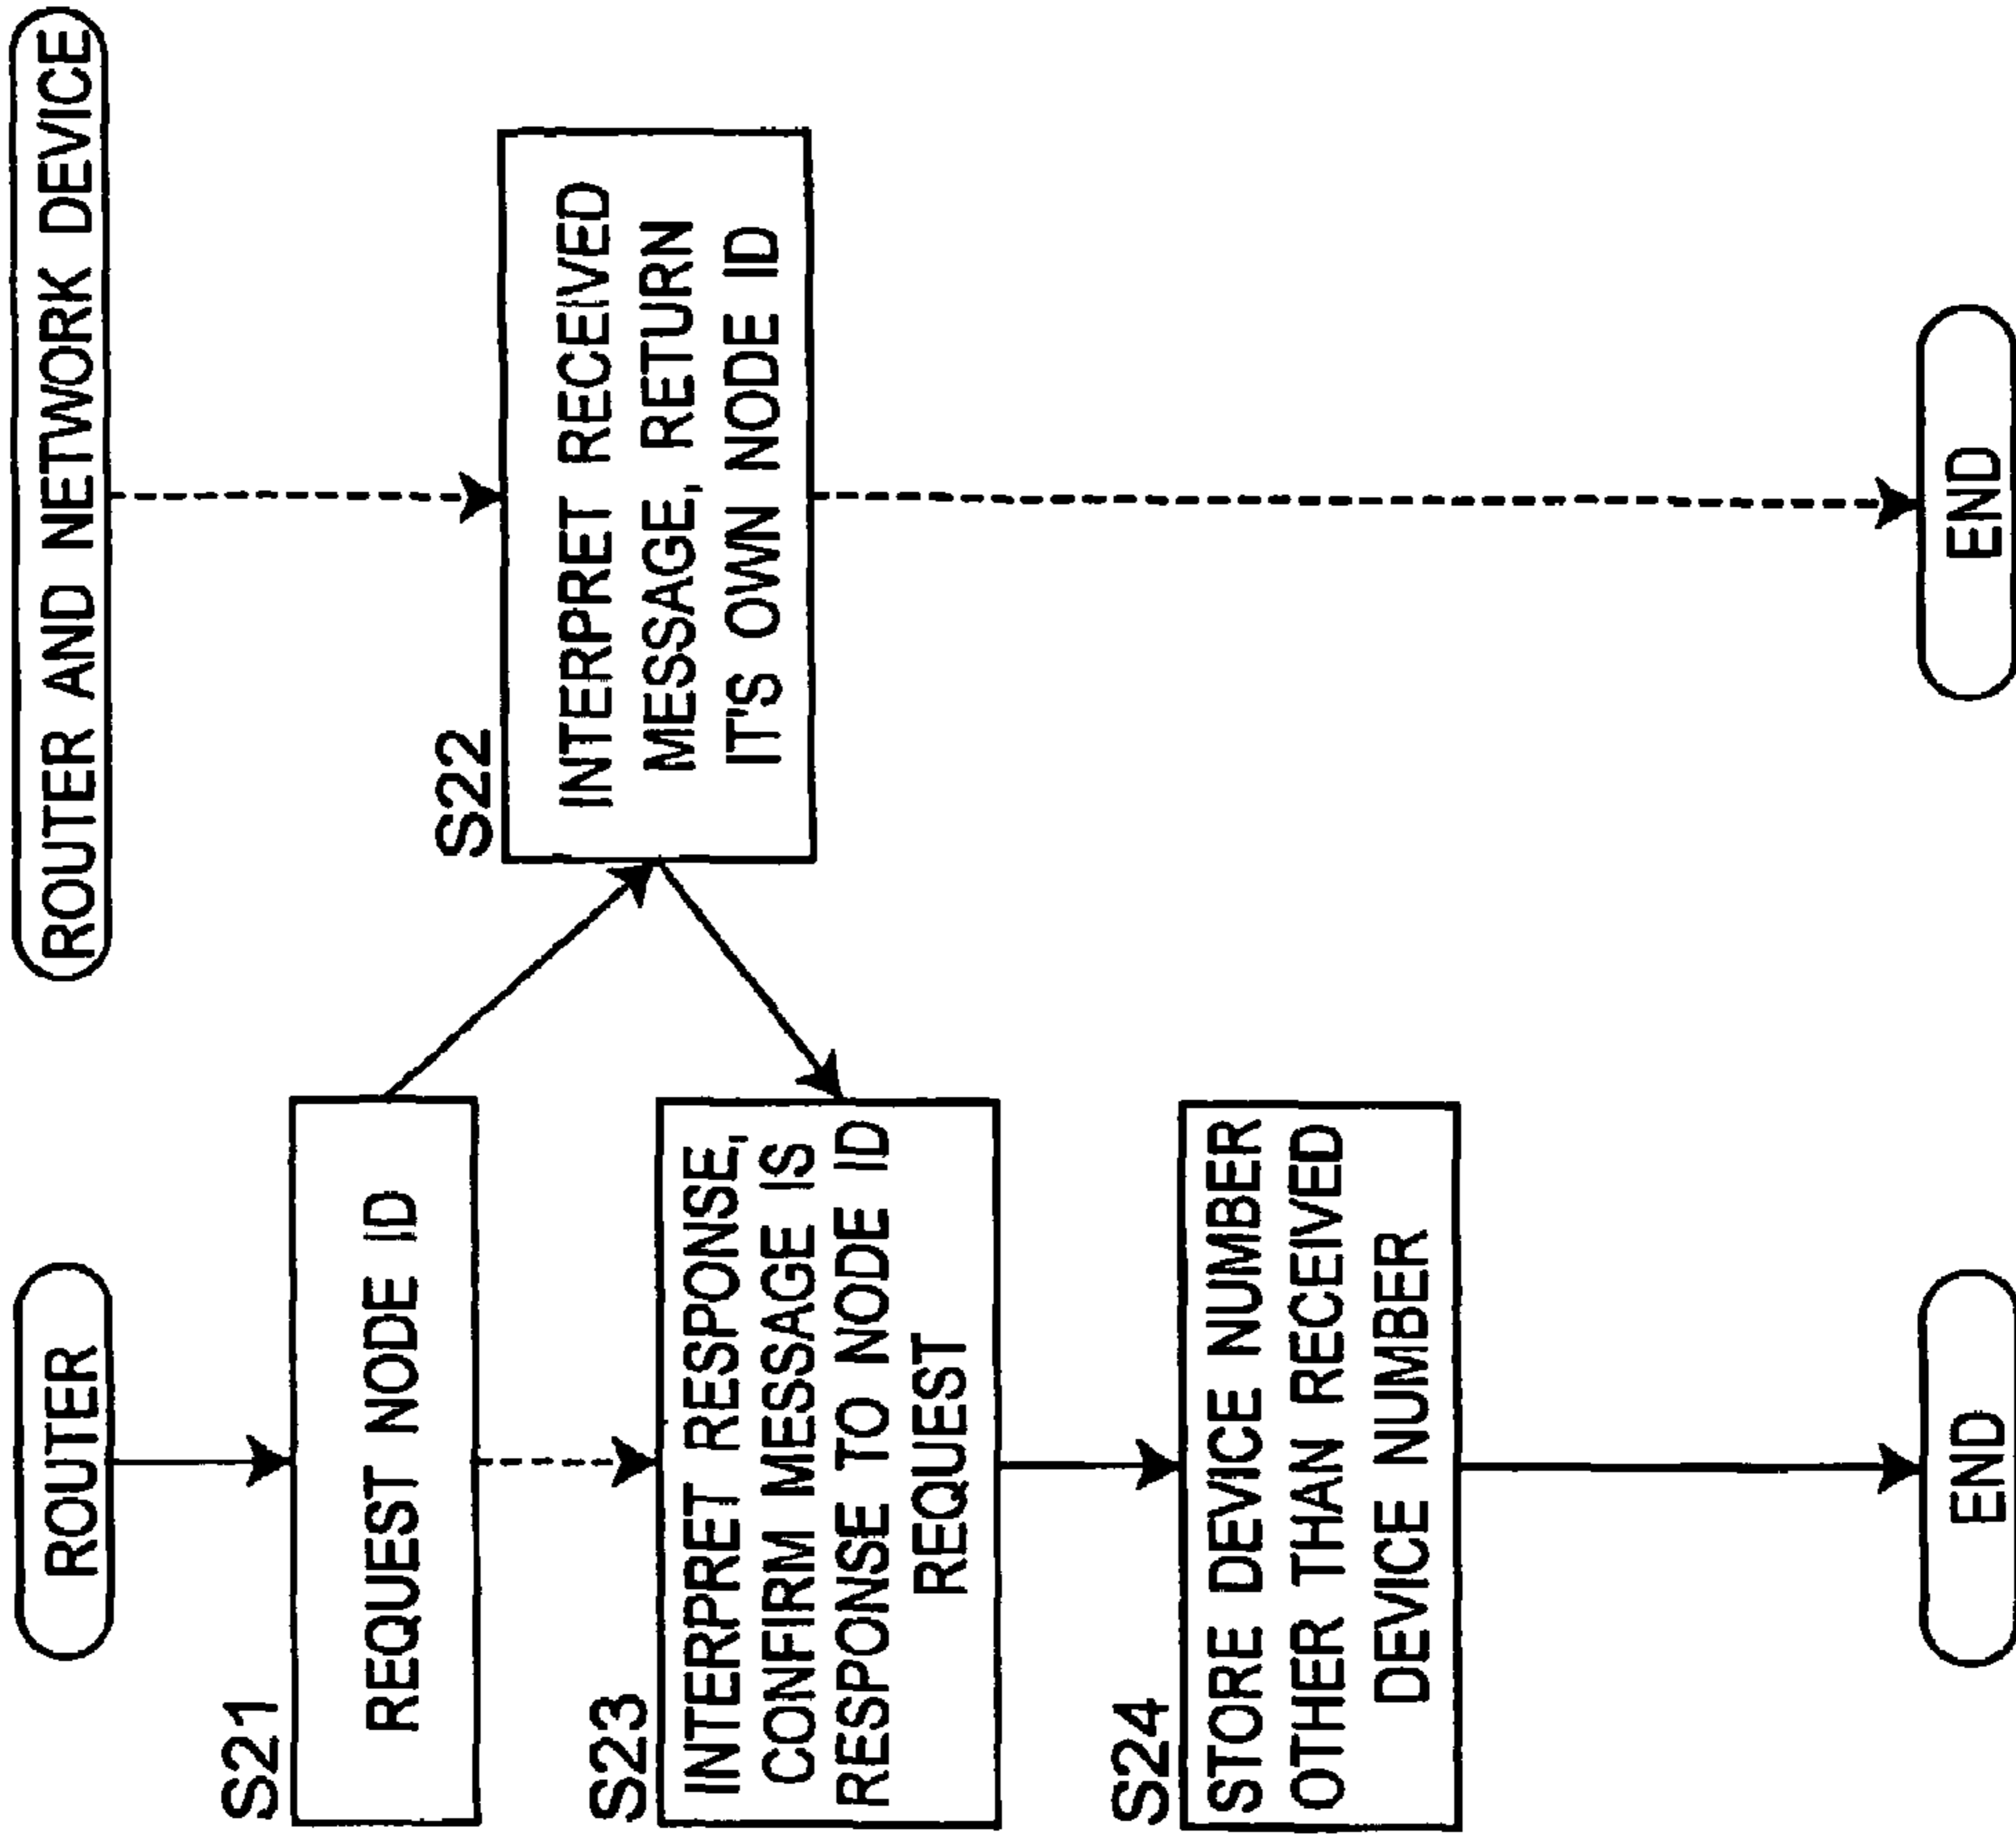 ROUTER
ROUTER AND NETWORK DEVICE
S21
REQUEST NODE ID
S22
INTERPRET RECEIVED
MESSAGE, RETURN
IT'S OWN NODE ID
S23
INTERPRET RESPONSE,
CONFIRM MESSAGE IS
RESPONSE TO NODE ID
REQUEST
S24
STORE DEVICE NUMBER
OTHER THAN RECEIVED
DEVICE NUMBER
END
END